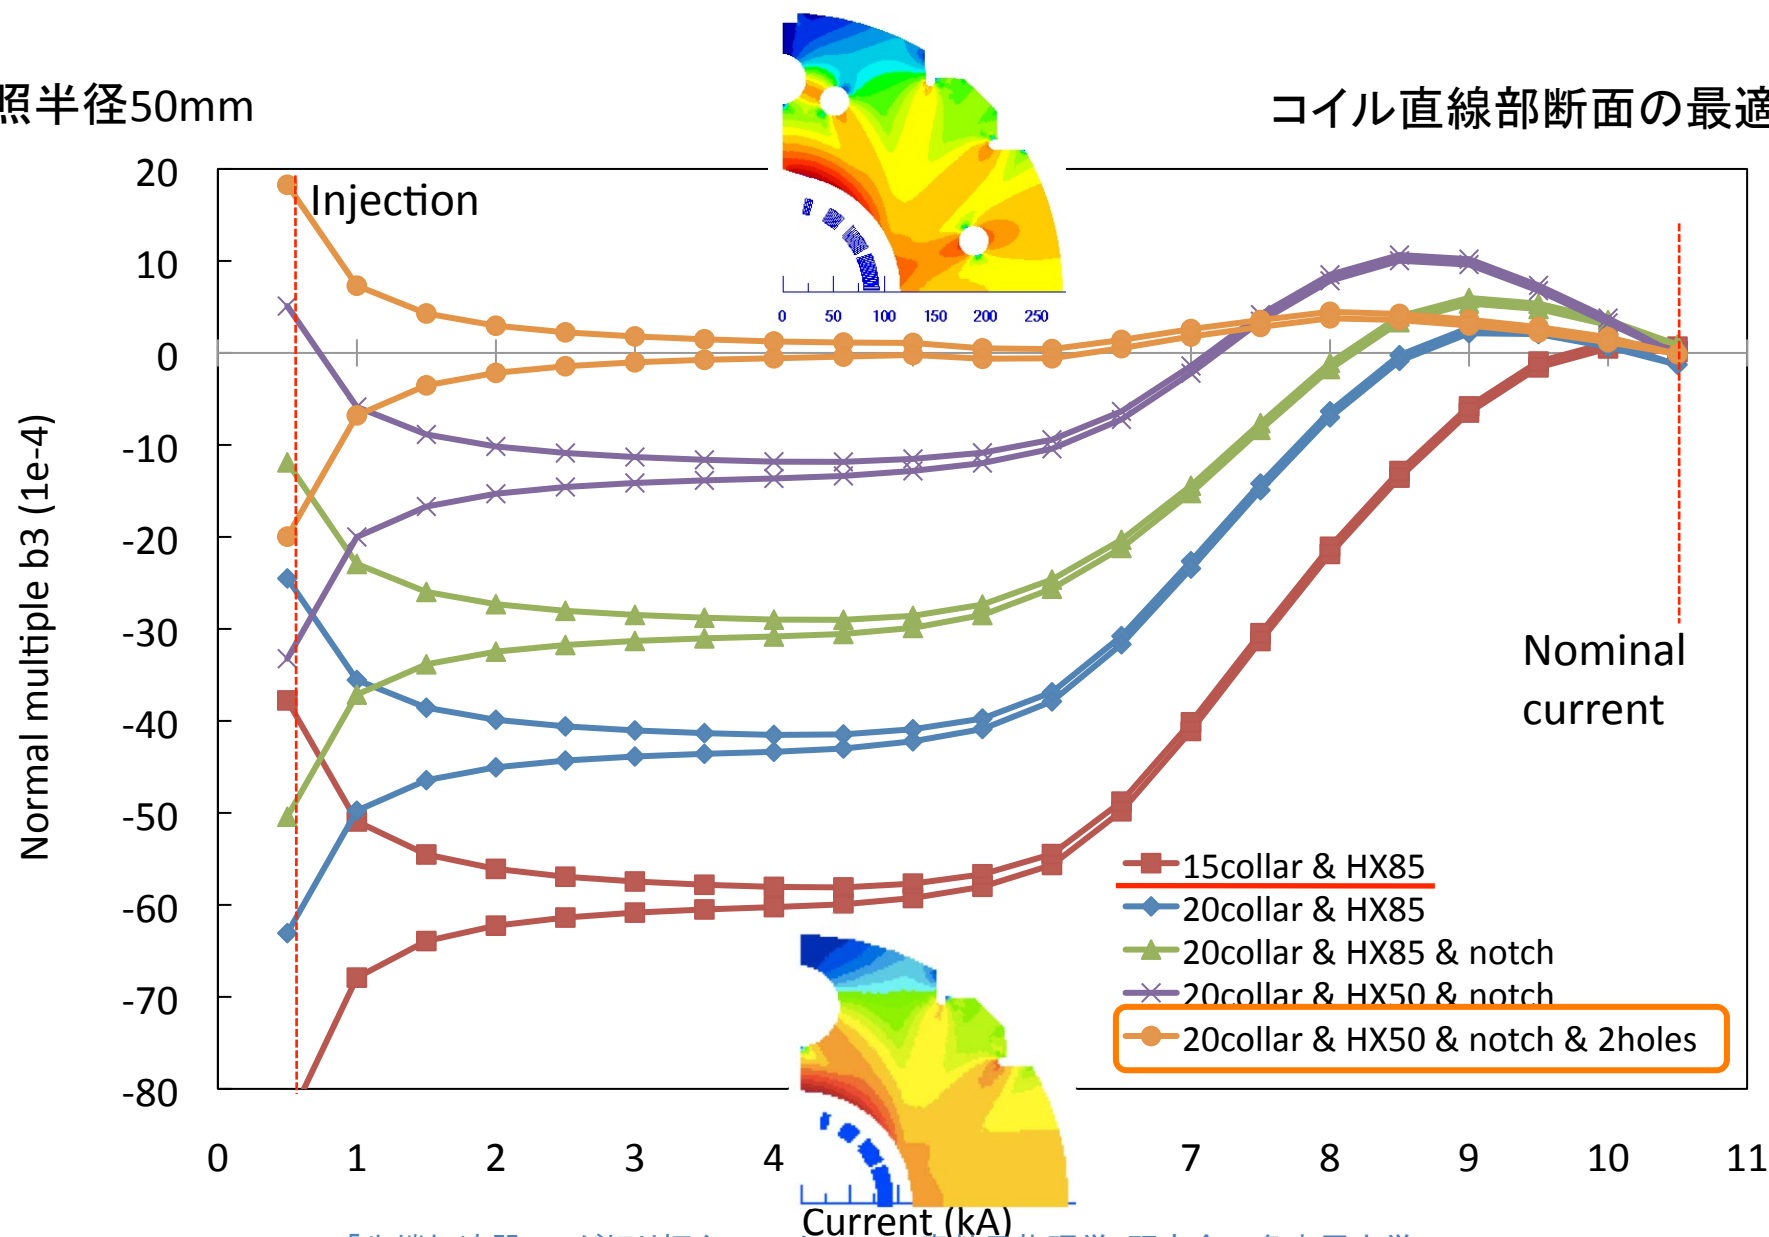 照半径50mm
コイル直線部断面の最適
Injection
20
10
0
-10
-20
-30
-40
-50
-60
-70
-80
Normal multiple b3 (1e-4)
0 50 100 150 200 250
Nominal
current
15collar & HX85
20collar & HX85
20collar & HX85 & notch
20collar & HX50 & notch
20collar & HX50 & notch & 2holes
0 1 2 3 4 7 8 9 10 11
Current (kA)